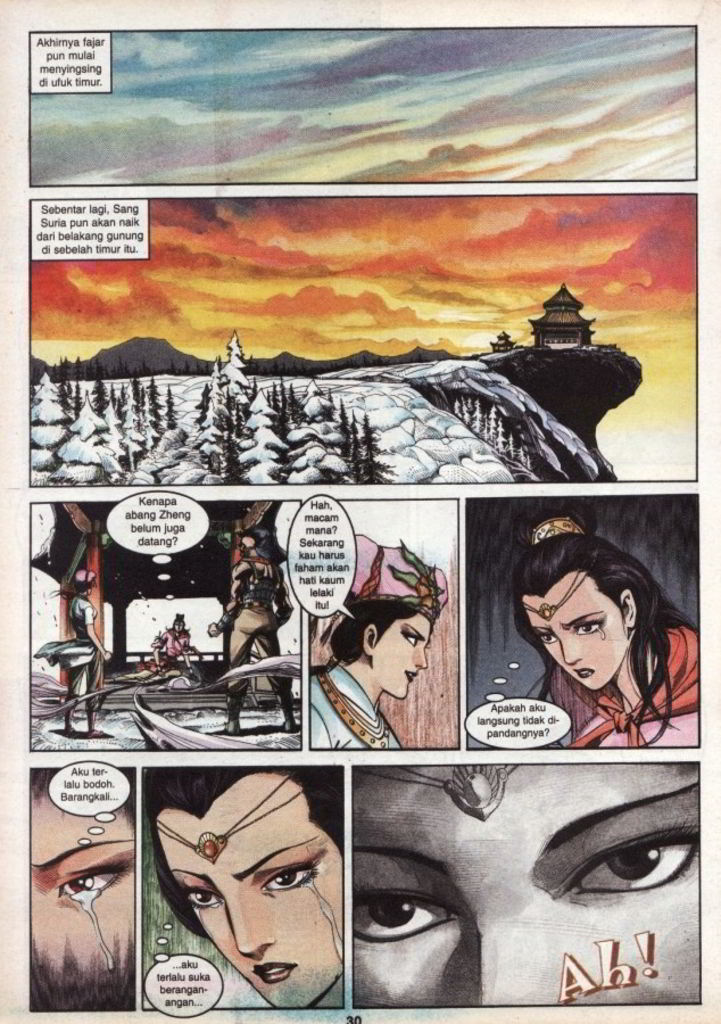 Akhirnya fajar
pun mulai
menyingsing
di ufuk timur.
Sebentar lagi, Sang
Suria pun akan naik
dari belakang gunung
di sebelah timur itu.
Kenapa
abang Zheng
belum juga
datang?
Hah,
macam
mana?
Sekarang
kau harus
faham akan
hati kaum
lelaki
itu!
Apakah aku
langsung tidak di-
pandangnya?
Aku ter-
lalu bodoh.
Barangkali...
...aku
terlalu suka
berangan-
angan...
Ah!
30